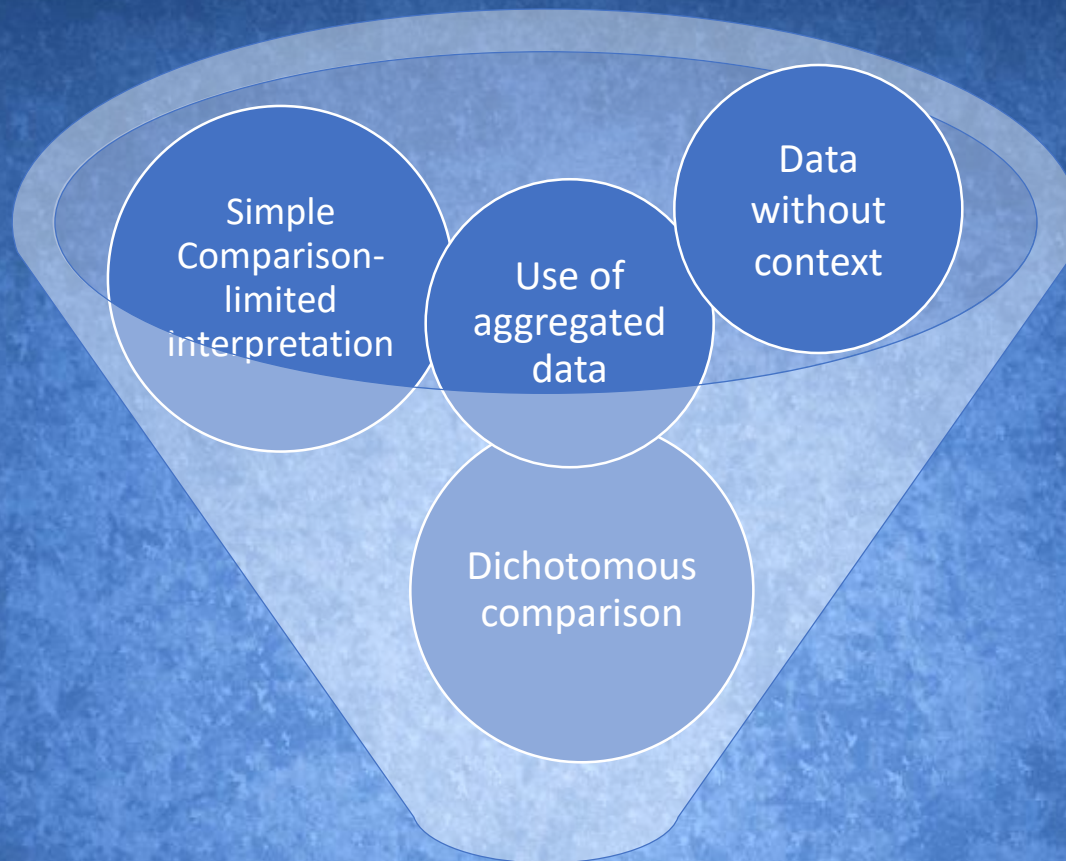 Simple
Comparison-
limited
interpretation
Use of
aggregated
data
Data
without
context
Dichotomous
comparison